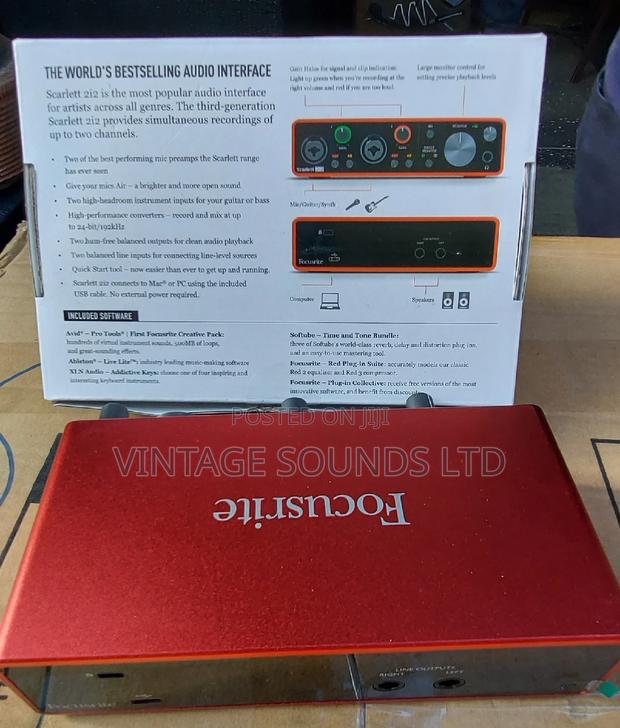 THE WORLD'S BESTSELLING AUDIO INTERFACE
Scarlett 2i2 is the most popular audio interface
for artists across all genres. The third-generation
Scarlett 2i2 provides simultaneous recordings of
up to two channels.
• Two of the best performing mic preamps the Scarlett range
has ever seen
• Give your mics Air – a brighter and more open sound
• Two high-headroom instrument inputs for your guitar or bass
• High-performance converters – record and mix at up
to 24-bit/192kHz
• Two hum-free balanced outputs for clean audio playback
• Two balanced line inputs for connecting line-level sources
• Quick Start tool – now easier than ever to get up and running.
• Scarlett 2i2 connects to Mac® or PC using the included
USB cable. No external power required.
Gain Halos for signal and clip indication:
Light up green when you're recording at the
right volume and red if you are too loud.
Large monitor control for
setting precise playback levels
Scarlett 2i2
Mic/Guitar/Synth
Focusrite
Computer
Speakers
INCLUDED SOFTWARE
Avid® – Pro Tools® | First Focusrite Creative Pack:
hundreds of virtual instrument sounds, 500MB of loops,
and great-sounding effects.
Ableton® – Live Lite™: industry leading music-making software
XLN Audio – Addictive Keys: choose one of four inspiring and
interesting keyboard instruments.
Softube – Time and Tone Bundle:
three of Softube's world-class reverb, delay and distortion plug-ins,
and an easy-to-use mastering tool.
Focusrite – Red Plug-in Suite: accurately models our classic
Red 2 equaliser and Red 3 compressor.
Focusrite – Plug-in Collective: receive free versions of the most
innovative software, and benefit from discounts
POSTED ON JIJI
VINTAGE SOUNDS LTD
Focusrite
LINE OUTPUTS
RIGHT LEFT
Focusrite